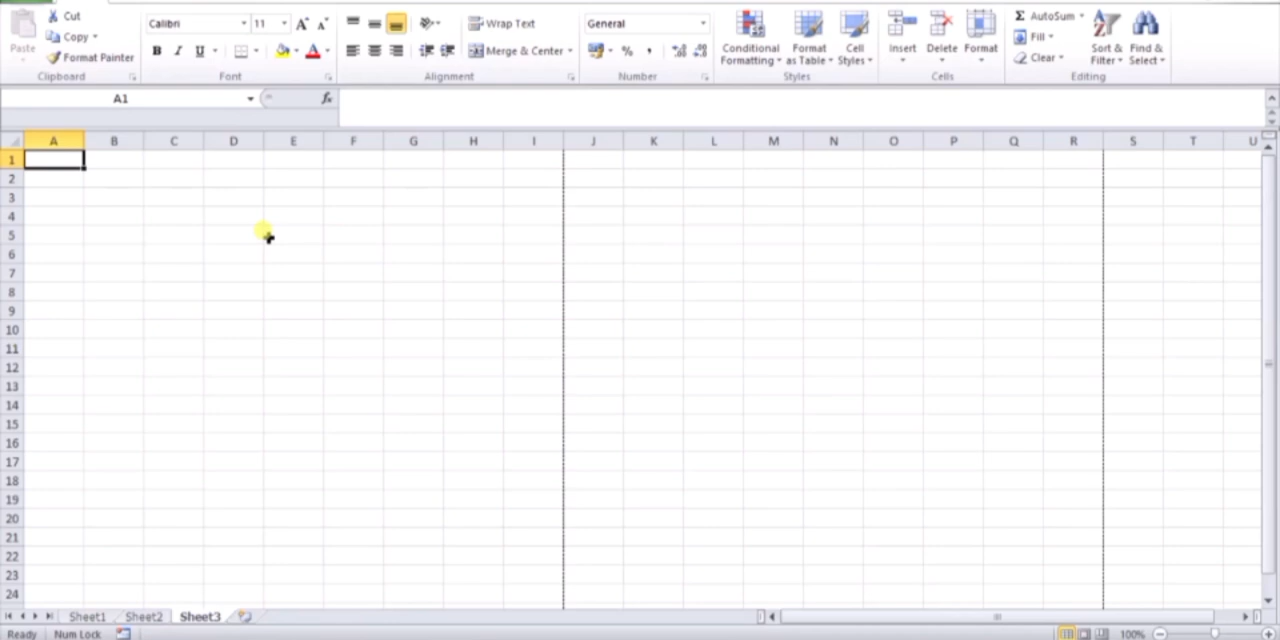 Cut
Calibri 11 A A Wrap Text General AutoSum
Paste Copy Conditional Format Cell Insert Delete Format Fill Sort & Find &
Format Painter B I U A Merge & Center % , Formatting as Table Styles Clear Filter Select
Clipboard Font Alignment Number Styles Cells Editing
A1 fx
A B C D E F G H I J K L M N O P Q R S T U
1
2
3
4
5
6
7
8
9
10
11
12
13
14
15
16
17
18
19
20
21
22
23
24
Sheet1 Sheet2 Sheet3
Ready Num Lock 100%